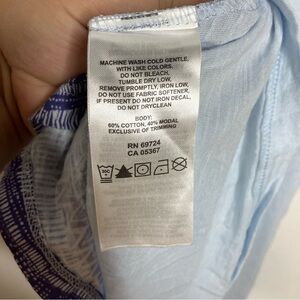 MACHINE WASH COLD GENTLE,
WITH LIKE COLORS.
DO NOT BLEACH,
TUMBLE DRY LOW,
REMOVE PROMPTLY, IRON LOW,
DO NOT USE FABRIC SOFTENER,
IF PRESENT DO NOT IRON DECAL,
DO NOT DRYCLEAN
BODY:
60% COTTON, 40% MODAL
EXCLUSIVE OF TRIMMING
RN 69724
CA 05367